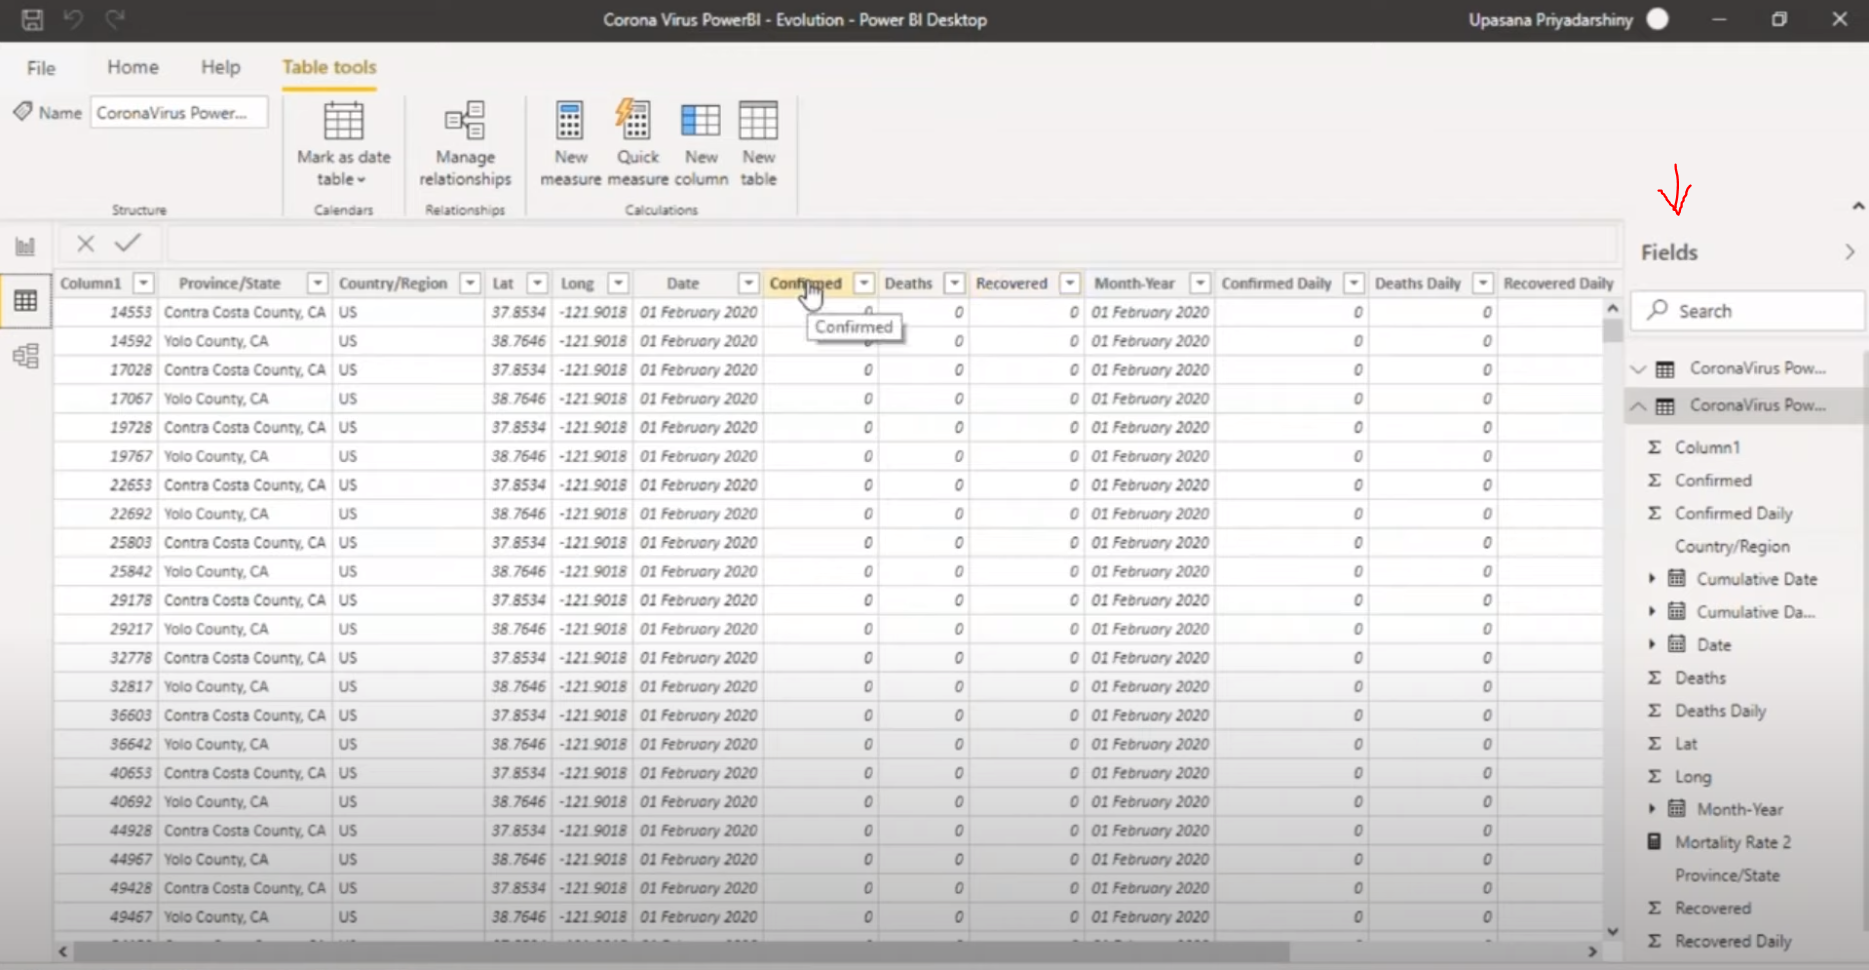 Corona Virus PowerBI - Evolution - Power BI Desktop
Upasana Priyadarshiny
File Home Help Table tools
Name CoronaVirus Power...
Mark as date table
Manage relationships
New measure
Quick measure
New column
New table
Structure Calendars Relationships Calculations
Fields
Column1 Province/State Country/Region Lat Long Date Confirmed Deaths Recovered Month-Year Confirmed Daily Deaths Daily Recovered Daily
14553 Contra Costa County, CA US 37.8534 -121.9018 01 February 2020 0 0 0 01 February 2020 0 0
Confirmed
14592 Yolo County, CA US 38.7646 -121.9018 01 February 2020 0 0 0 01 February 2020 0 0
17028 Contra Costa County, CA US 37.8534 -121.9018 01 February 2020 0 0 0 01 February 2020 0 0
17067 Yolo County, CA US 38.7646 -121.9018 01 February 2020 0 0 0 01 February 2020 0 0
19728 Contra Costa County, CA US 37.8534 -121.9018 01 February 2020 0 0 0 01 February 2020 0 0
19767 Yolo County, CA US 38.7646 -121.9018 01 February 2020 0 0 0 01 February 2020 0 0
22653 Contra Costa County, CA US 37.8534 -121.9018 01 February 2020 0 0 0 01 February 2020 0 0
22692 Yolo County, CA US 38.7646 -121.9018 01 February 2020 0 0 0 01 February 2020 0 0
25803 Contra Costa County, CA US 37.8534 -121.9018 01 February 2020 0 0 0 01 February 2020 0 0
25842 Yolo County, CA US 38.7646 -121.9018 01 February 2020 0 0 0 01 February 2020 0 0
29178 Contra Costa County, CA US 37.8534 -121.9018 01 February 2020 0 0 0 01 February 2020 0 0
29217 Yolo County, CA US 38.7646 -121.9018 01 February 2020 0 0 0 01 February 2020 0 0
32778 Contra Costa County, CA US 37.8534 -121.9018 01 February 2020 0 0 0 01 February 2020 0 0
32817 Yolo County, CA US 38.7646 -121.9018 01 February 2020 0 0 0 01 February 2020 0 0
36603 Contra Costa County, CA US 37.8534 -121.9018 01 February 2020 0 0 0 01 February 2020 0 0
36642 Yolo County, CA US 38.7646 -121.9018 01 February 2020 0 0 0 01 February 2020 0 0
40653 Contra Costa County, CA US 37.8534 -121.9018 01 February 2020 0 0 0 01 February 2020 0 0
40692 Yolo County, CA US 38.7646 -121.9018 01 February 2020 0 0 0 01 February 2020 0 0
44928 Contra Costa County, CA US 37.8534 -121.9018 01 February 2020 0 0 0 01 February 2020 0 0
44967 Yolo County, CA US 38.7646 -121.9018 01 February 2020 0 0 0 01 February 2020 0 0
49428 Contra Costa County, CA US 37.8534 -121.9018 01 February 2020 0 0 0 01 February 2020 0 0
49467 Yolo County, CA US 38.7646 -121.9018 01 February 2020 0 0 0 01 February 2020 0 0
Search
CoronaVirus Pow...
CoronaVirus Pow...
Σ Column1
Σ Confirmed
Σ Confirmed Daily
Country/Region
Cumulative Date
Cumulative Da...
Date
Σ Deaths
Σ Deaths Daily
Σ Lat
Σ Long
Month-Year
Mortality Rate 2
Province/State
Σ Recovered
Σ Recovered Daily